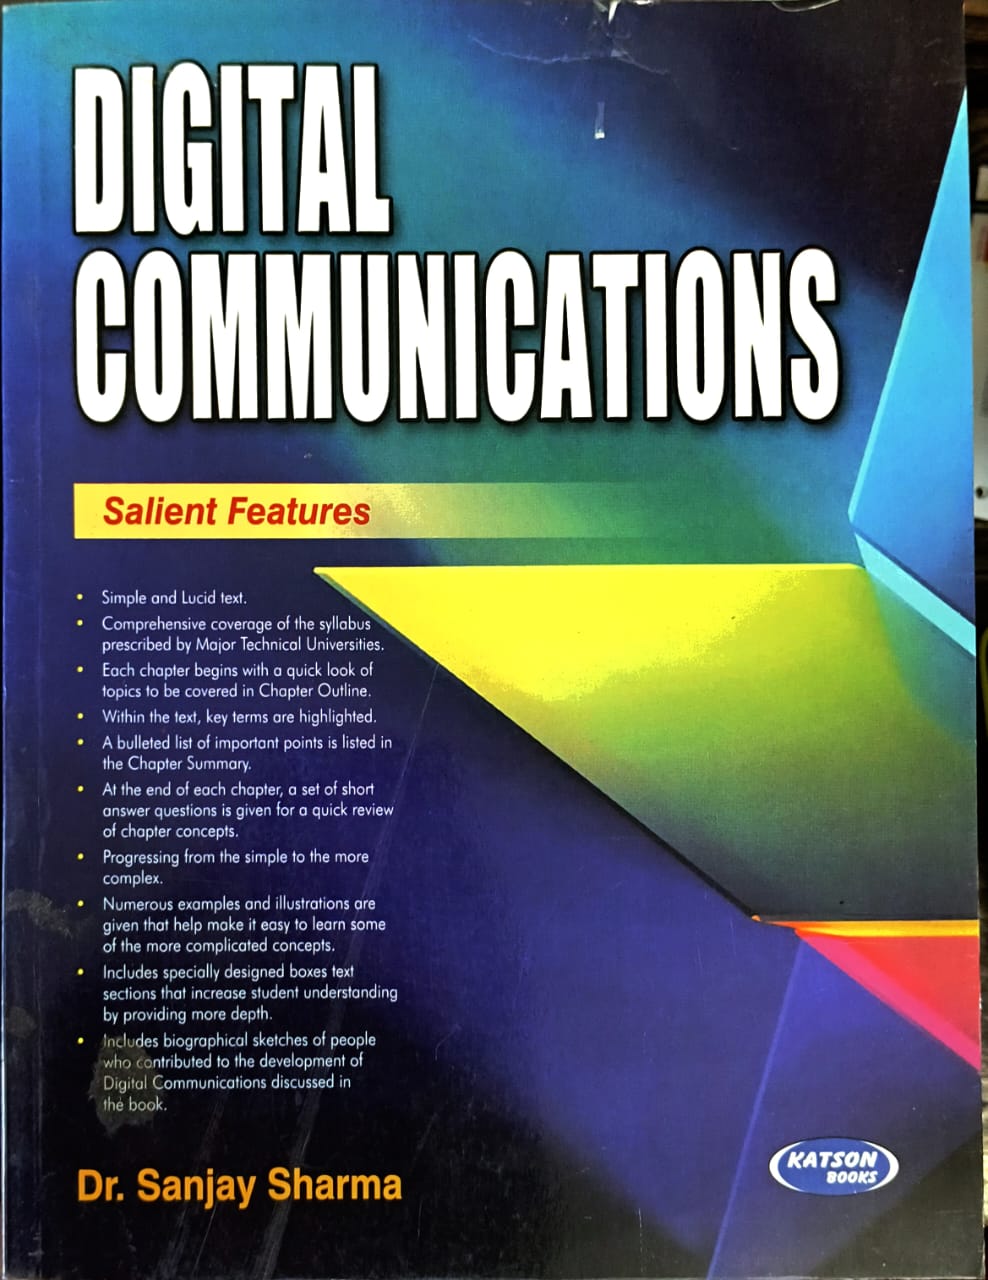 DIGITAL
COMMUNICATIONS
Salient Features
• Simple and Lucid text.
• Comprehensive coverage of the syllabus
prescribed by Major Technical Universities.
• Each chapter begins with a quick look of
topics to be covered in Chapter Outline.
• Within the text, key terms are highlighted.
• A bulleted list of important points is listed in
the Chapter Summary.
• At the end of each chapter, a set of short
answer questions is given for a quick review
of chapter concepts.
• Progressing from the simple to the more
complex.
• Numerous examples and illustrations are
given that help make it easy to learn some
of the more complicated concepts.
• Includes specially designed boxes text
sections that increase student understanding
by providing more depth.
• Includes biographical sketches of people
who contributed to the development of
Digital Communications discussed in
the book.
Dr. Sanjay Sharma
KATSON
BOOKS